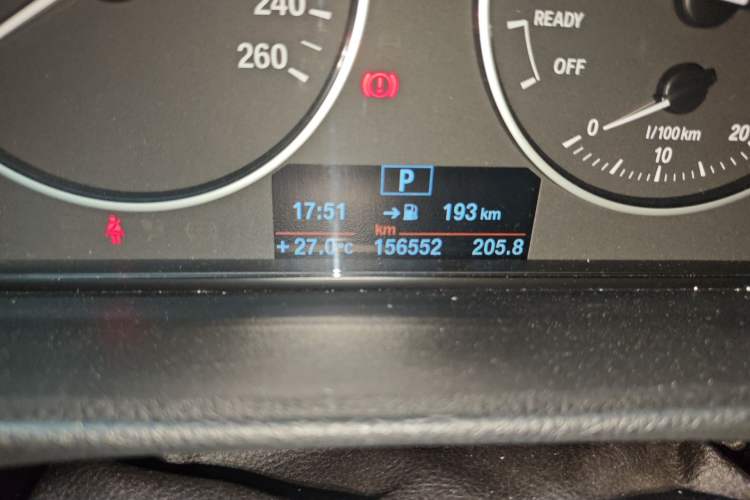 240
260
READY
OFF
0
l/100km
10
20
P
17:51 → 193 km
km
+ 27.0°C 156552 205.8